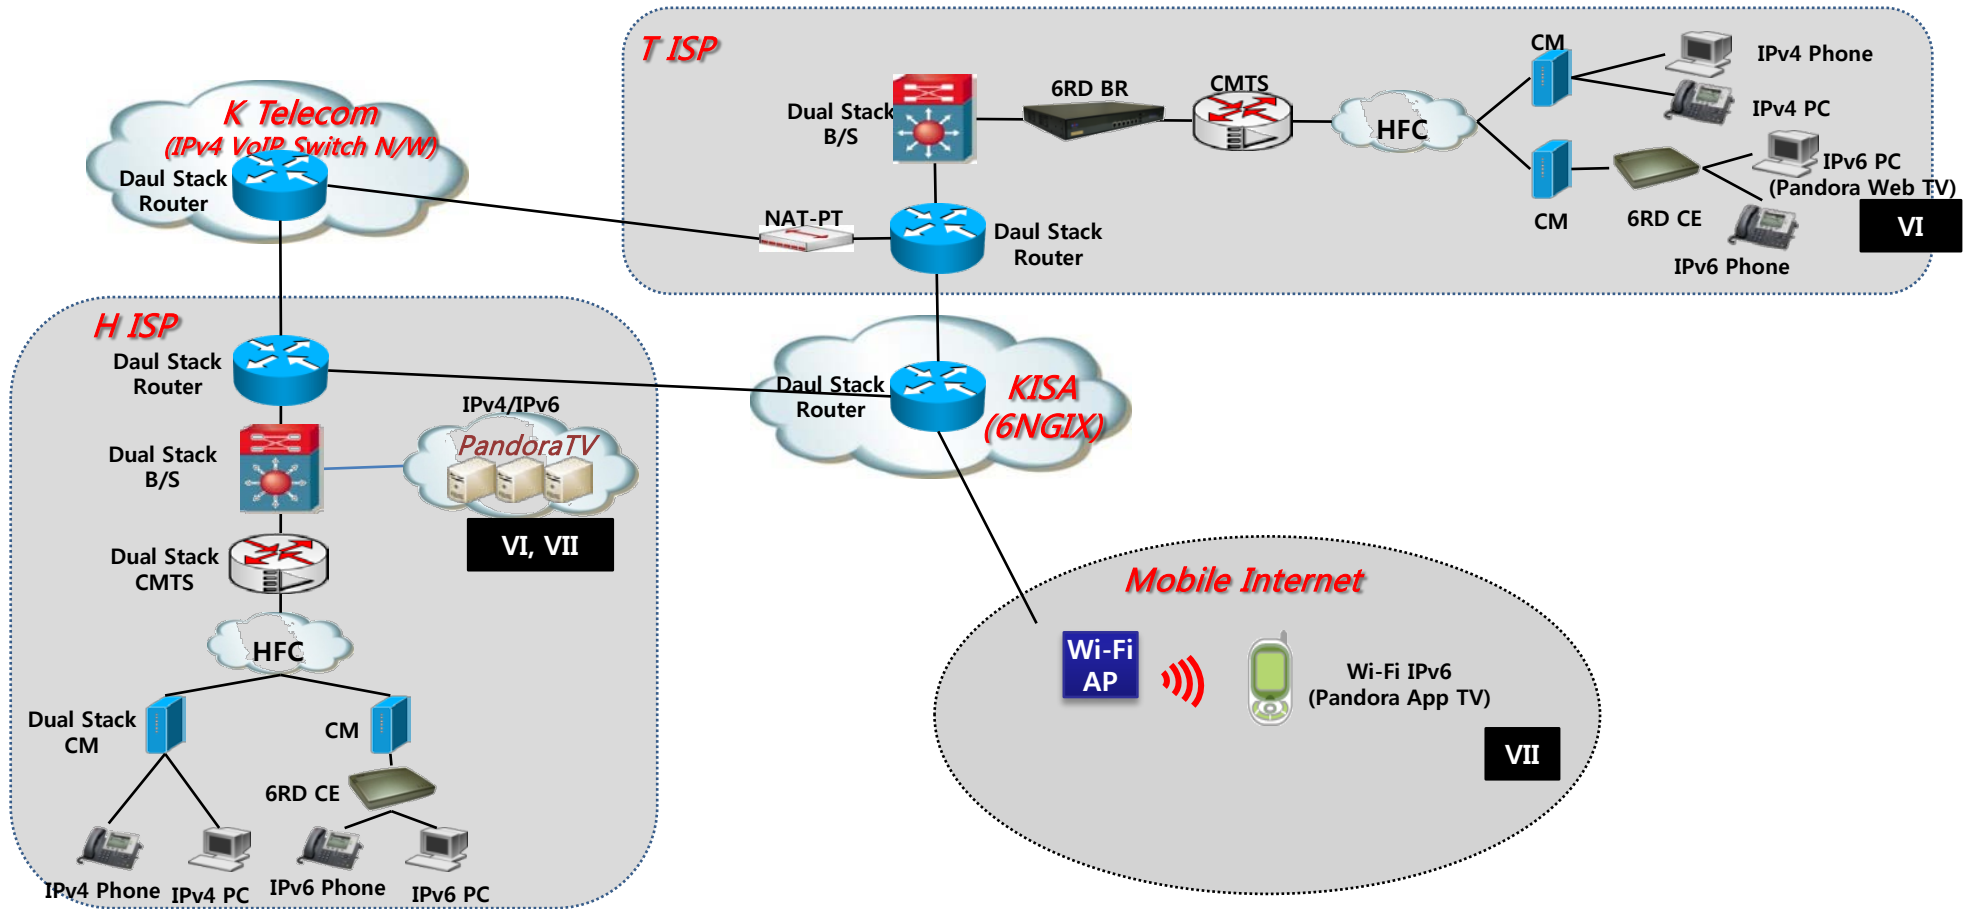 T ISP
CM
IPv4 Phone
6RD BR
CMTS
Dual Stack
B/S
HFC
IPv4 PC
IPv6 PC
(Pandora Web TV)
CM
6RD CE
VI
IPv6 Phone
NAT-PT
Daul Stack
Router
K Telecom
(IPv4 VoIP Switch N/W)
Daul Stack
Router
H ISP
Daul Stack
Router
IPv4/IPv6
PandoraTV
Dual Stack
B/S
VI, VII
Dual Stack
CMTS
HFC
Dual Stack
CM
CM
6RD CE
IPv4 Phone
IPv4 PC
IPv6 Phone
IPv6 PC
Daul Stack
Router
KISA
(6NGIX)
Mobile Internet
Wi-Fi
AP
Wi-Fi IPv6
(Pandora App TV)
VII